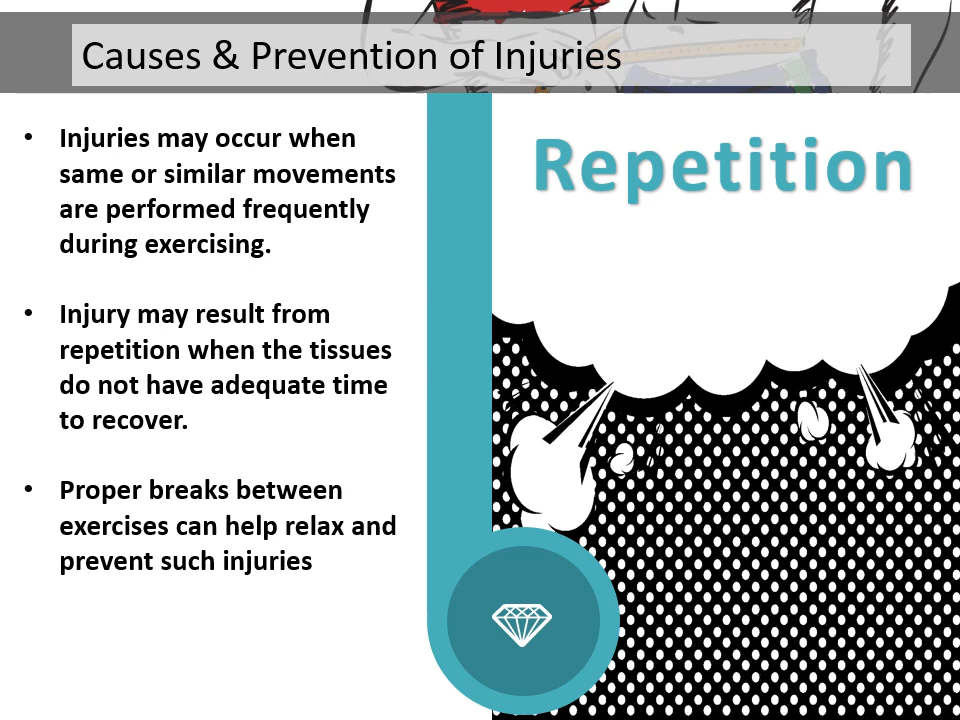 Causes & Prevention of Injuries
• Injuries may occur when
same or similar movements
are performed frequently
during exercising.
• Injury may result from
repetition when the tissues
do not have adequate time
to recover.
• Proper breaks between
exercises can help relax and
prevent such injuries
Repetition